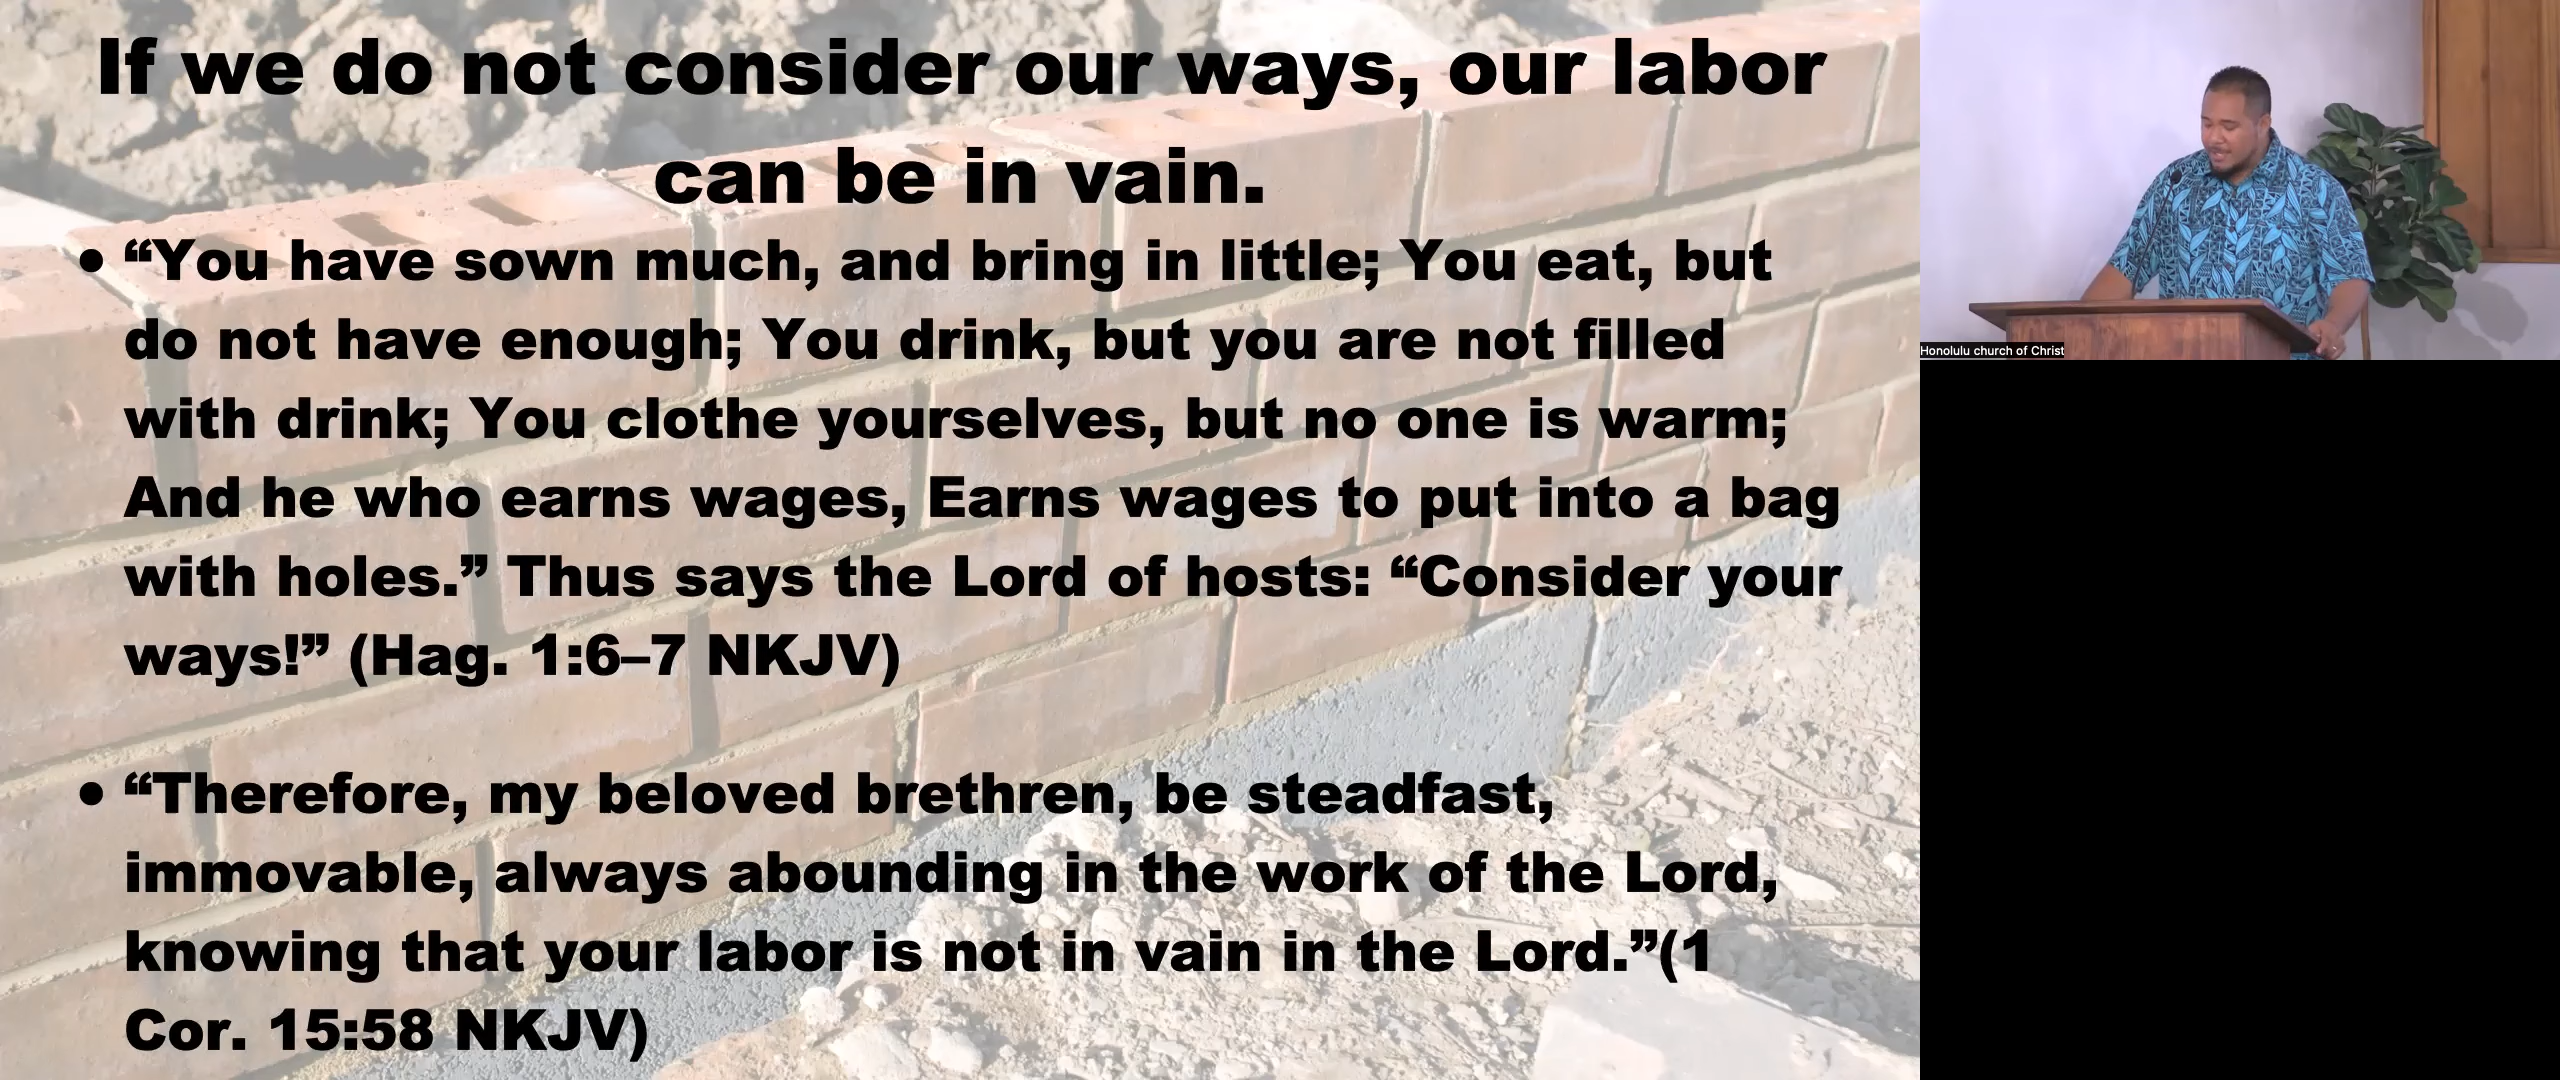 If we do not consider our ways, our labor
can be in vain.
• “You have sown much, and bring in little; You eat, but
do not have enough; You drink, but you are not filled
with drink; You clothe yourselves, but no one is warm;
And he who earns wages, Earns wages to put into a bag
with holes.” Thus says the Lord of hosts: “Consider your
ways!” (Hag. 1:6–7 NKJV)
• “Therefore, my beloved brethren, be steadfast,
immovable, always abounding in the work of the Lord,
knowing that your labor is not in vain in the Lord.”(1
Cor. 15:58 NKJV)
Honolulu church of Christ